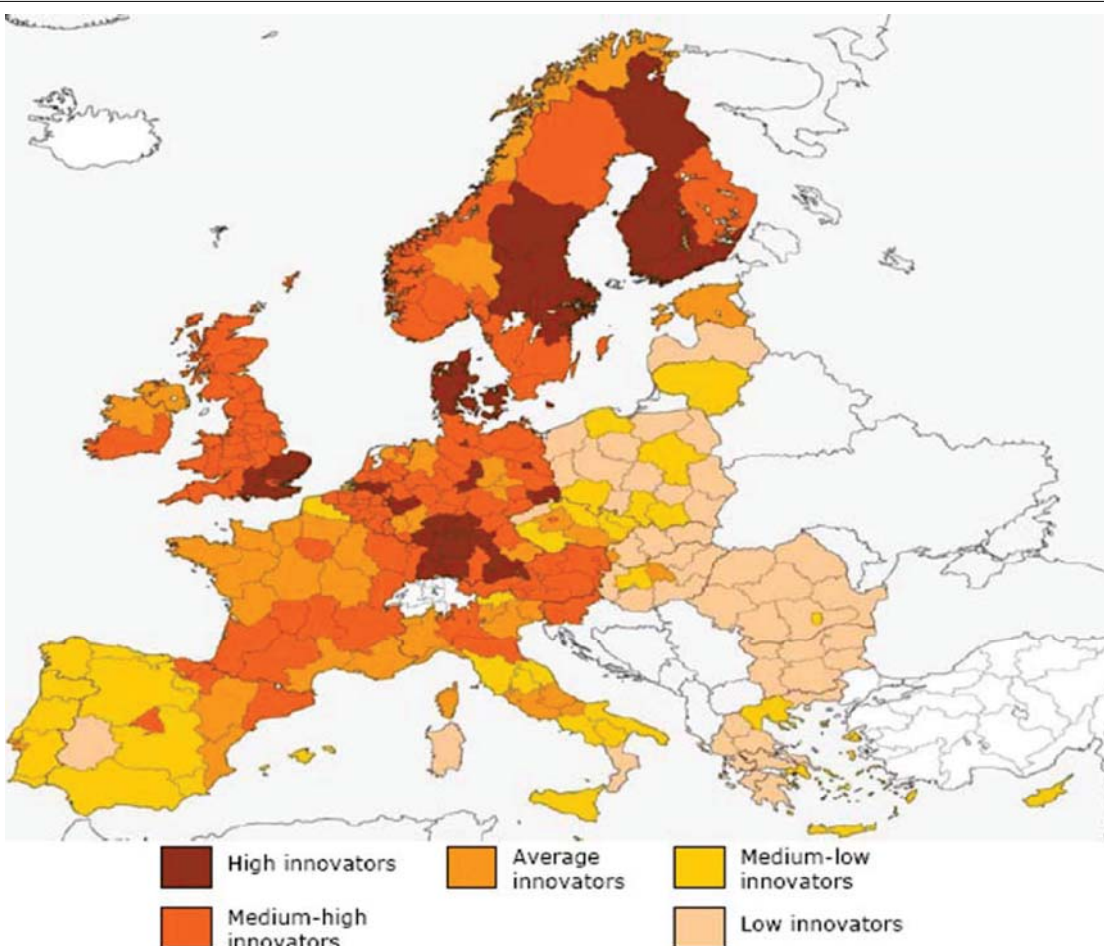 High innovators
Average
innovators
Medium-low
innovators
Medium-high
innovators
Low innovators